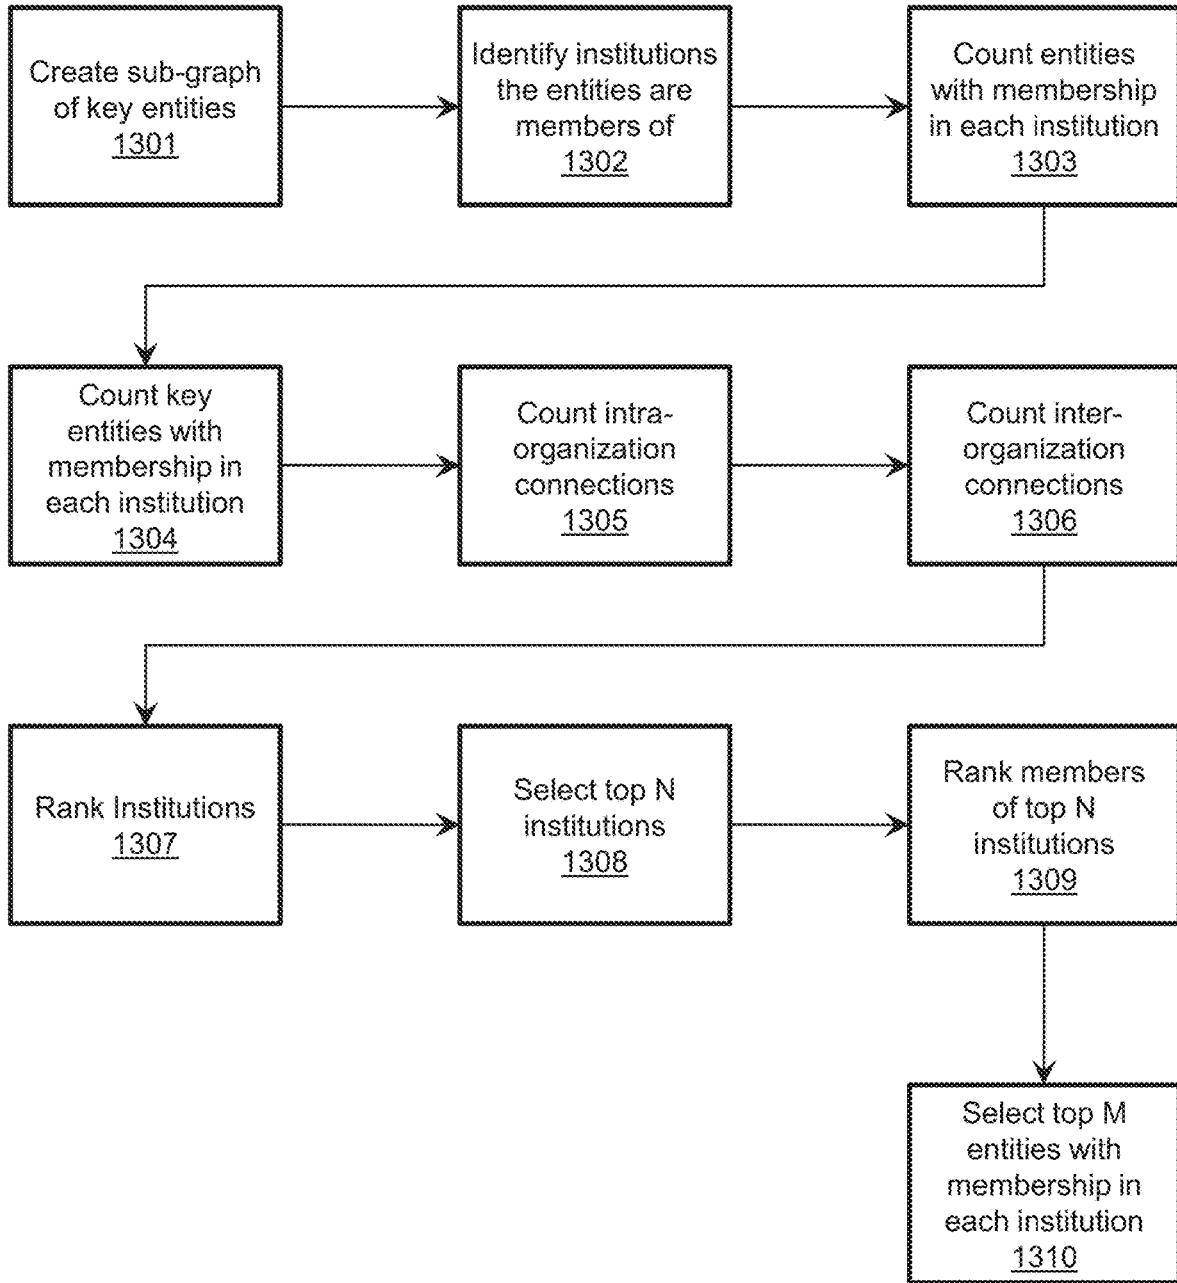 Create sub-graph
of key entities
1301
Identify institutions
the entities are
members of
1302
Count entities
with membership
in each institution
1303
Count key
entities with
membership in
each institution
1304
Count intra-
organization
connections
1305
Count inter-
organization
connections
1306
Rank Institutions
1307
Select top N
institutions
1308
Rank members
of top N
institutions
1309
Select top M
entities with
membership in
each institution
1310